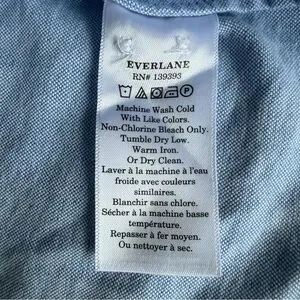 EVERLANE
RN# 139393
Machine Wash Cold
With Like Colors.
Non-Chlorine Bleach Only.
Tumble Dry Low.
Warm Iron.
Or Dry Clean.
Laver à la machine à l'eau
froide avec couleurs
similaires.
Blanchir sans chlore.
Sécher à la machine basse
température.
Repasser à fer moyen.
Ou nettoyer à sec.